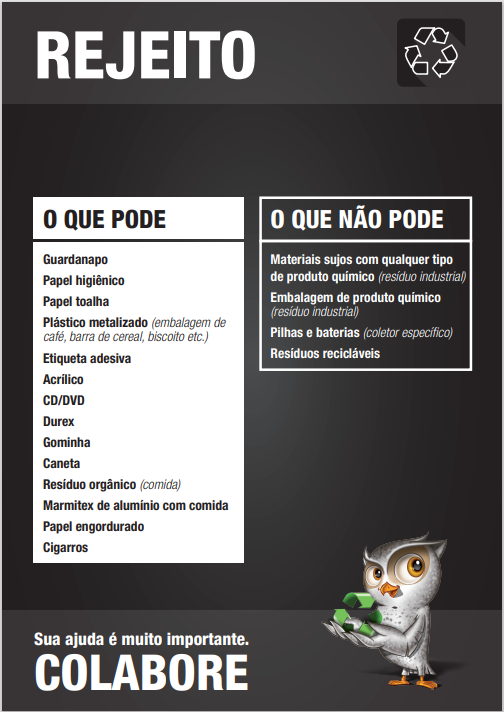 REJEITO
O QUE PODE
Guardanapo
Papel higiênico
Papel toalha
Plástico metalizado (embalagem de
café, barra de cereal, biscoito etc.)
Etiqueta adesiva
Acrílico
CD/DVD
Durex
Gominha
Caneta
Resíduo orgânico (comida)
Marmitex de alumínio com comida
Papel engordurado
Cigarros
O QUE NÃO PODE
Materiais sujos com qualquer tipo
de produto químico (resíduo industrial)
Embalagem de produto químico
(resíduo industrial)
Pilhas e baterias (coletor específico)
Resíduos recicláveis
Sua ajuda é muito importante.
COLABORE